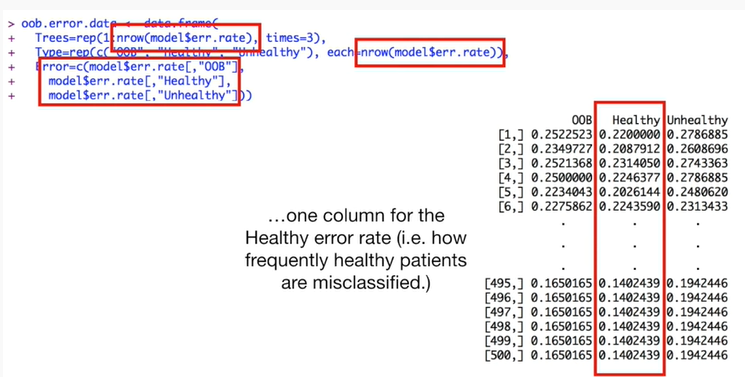 > oob.error.data <- data.frame(
+ Trees=rep(1:nrow(model$err.rate), times=3),
+ Type=rep(c("OOB", "Healthy", "Unhealthy"), each=nrow(model$err.rate)),
+ Error=c(model$err.rate[,"OOB"],
+ model$err.rate[,"Healthy"],
+ model$err.rate[,"Unhealthy"]))
OOB Healthy Unhealthy
[1,] 0.2522523 0.2200000 0.2786885
[2,] 0.2349727 0.2087912 0.2608696
[3,] 0.2521368 0.2314050 0.2743363
[4,] 0.2500000 0.2246377 0.2786885
[5,] 0.2234043 0.2026144 0.2480620
[6,] 0.2275862 0.2243590 0.2313433
. . .
. . .
. . .
[495,] 0.1650165 0.1402439 0.1942446
[496,] 0.1650165 0.1402439 0.1942446
[497,] 0.1650165 0.1402439 0.1942446
[498,] 0.1650165 0.1402439 0.1942446
[499,] 0.1650165 0.1402439 0.1942446
[500,] 0.1650165 0.1402439 0.1942446
…one column for the
Healthy error rate (i.e. how
frequently healthy patients
are misclassified.)